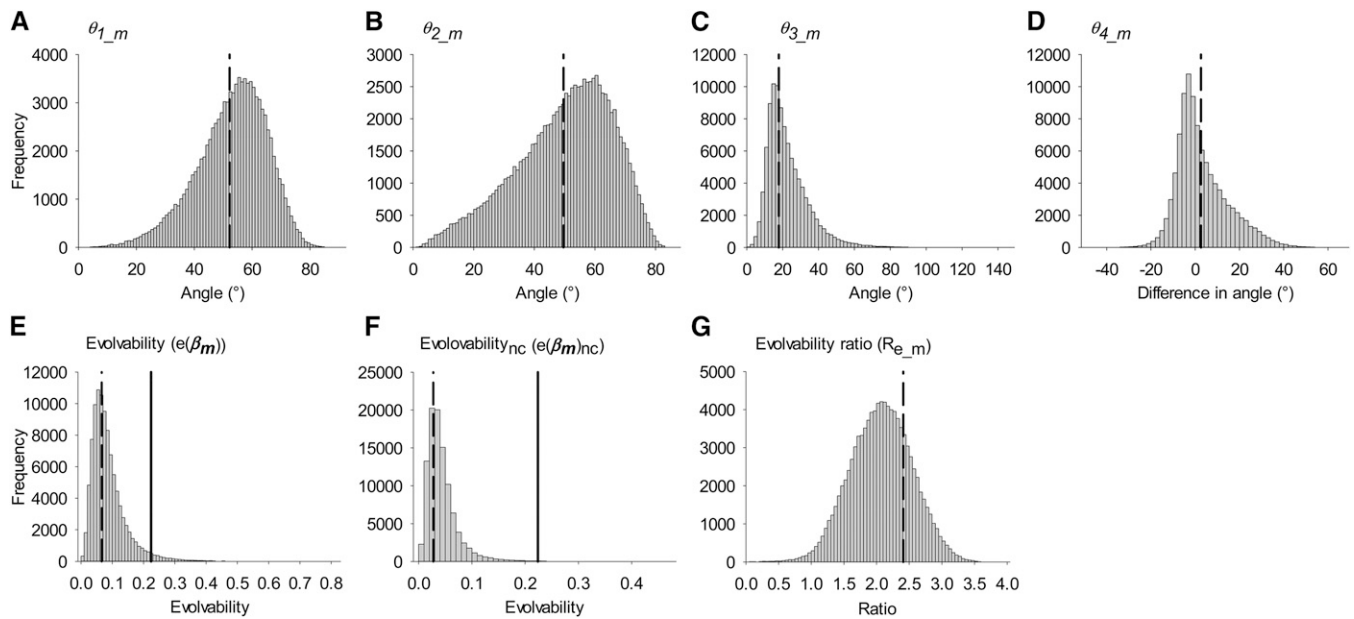 A
θ1_m
4000
3000
2000
1000
0
Frequency
0 20 40 60 80
Angle (°)
B
θ2_m
3000
2500
2000
1500
1000
500
0
0 20 40 60 80
Angle (°)
C
θ3_m
12000
10000
8000
6000
4000
2000
0
0 20 40 60 80 100 120 140
Angle (°)
D
θ4_m
12000
10000
8000
6000
4000
2000
0
-40 -20 0 20 40 60
Difference in angle (°)
E
Evolvability (e(βm))
12000
10000
8000
6000
4000
2000
0
Frequency
0.0 0.1 0.2 0.3 0.4 0.5 0.6 0.7 0.8
Evolvability
F
Evolovabilitync (e(βm)nc)
25000
20000
15000
10000
5000
0
0.0 0.1 0.2 0.3 0.4
Evolvability
G
Evolvability ratio (Re_m)
5000
4000
3000
2000
1000
0
0.0 0.5 1.0 1.5 2.0 2.5 3.0 3.5 4.0
Ratio